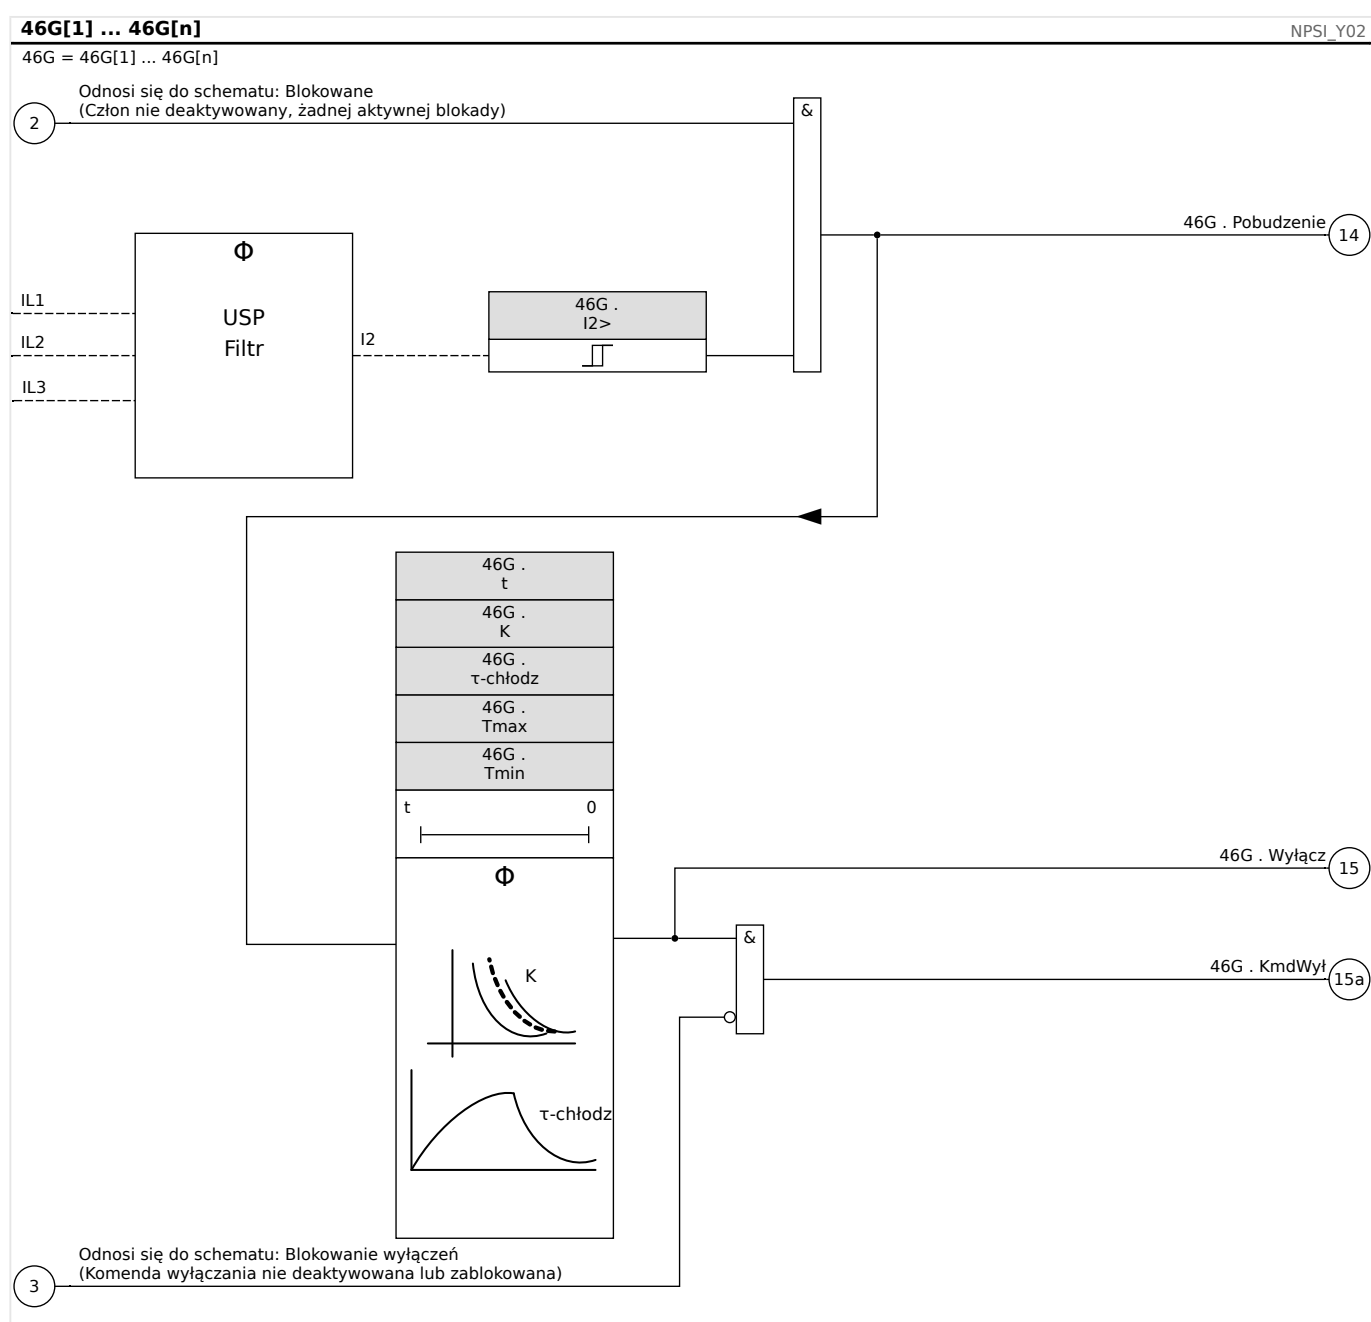 46G[1] ... 46G[n]
NPSI_Y02
46G = 46G[1] ... 46G[n]
Odnosi się do schematu: Blokowane
(Człon nie deaktywowany, żadnej aktywnej blokady)
2
&
46G . Pobudzenie
14
Φ
USP
Filtr
IL1
IL2
IL3
I2
46G .
I2>
46G .
t
46G .
K
46G .
τ-chłodz
46G .
Tmax
46G .
Tmin
t 0
Φ
K
τ-chłodz
46G . Wyłącz
15
&
46G . KmdWył
15a
Odnosi się do schematu: Blokowanie wyłączeń
(Komenda wyłączania nie deaktywowana lub zablokowana)
3